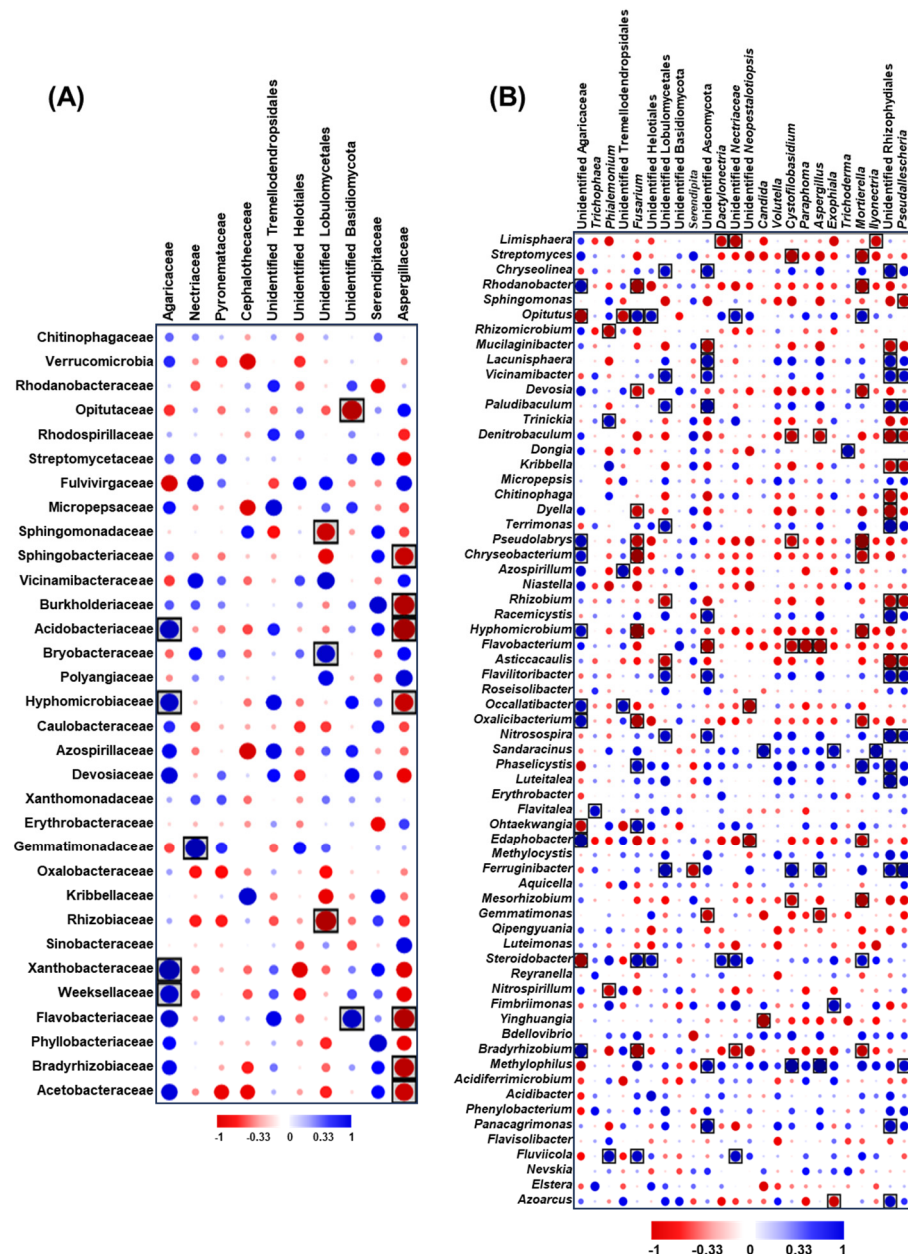 (A)
Agaricaceae
Nectriaceae
Pyronemataceae
Cephalothecaceae
Unidentified Tremellodendropsidales
Unidentified Helotiales
Unidentified Lobulomycetales
Unidentified Basidiomycota
Serendipitaceae
Aspergillaceae
Chitinophagaceae
Verrucomicrobia
Rhodanobacteraceae
Opitutaceae
Rhodospirillaceae
Streptomycetaceae
Fulvivirgaceae
Micropepsaceae
Sphingomonadaceae
Sphingobacteriaceae
Vicinamibacteraceae
Burkholderiaceae
Acidobacteriaceae
Bryobacteraceae
Polyangiaceae
Hyphomicrobiaceae
Caulobacteraceae
Azospirillaceae
Devosiaceae
Xanthomonadaceae
Erythrobacteraceae
Gemmatimonadaceae
Oxalobacteraceae
Kribbellaceae
Rhizobiaceae
Sinobacteraceae
Xanthobacteraceae
Weeksellaceae
Flavobacteriaceae
Phyllobacteriaceae
Bradyrhizobiaceae
Acetobacteraceae
-1 -0.33 0 0.33 1
(B)
Unidentified Agaricaceae
Trichophaea
Phialemonium
Unidentified Tremellodendropsidales
Fusarium
Unidentified Helotiales
Unidentified Lobulomycetales
Unidentified Basidiomycota
Serendipita
Unidentified Ascomycota
Dactylonectria
Unidentified Nectriaceae
Unidentified Neopestalotiopsis
Candida
Volutella
Cystofilobasidium
Paraphoma
Aspergillus
Exophiala
Trichoderma
Mortierella
Ilyonectria
Unidentified Rhizophydiales
Pseudallescheria
Limisphaera
Streptomyces
Chryseolinea
Rhodanobacter
Sphingomonas
Opitutus
Rhizomicrobium
Mucilaginibacter
Lacunisphaera
Vicinamibacter
Devosia
Paludibaculum
Trinickia
Denitrobaculum
Dongia
Kribbella
Micropepsis
Chitinophaga
Dyella
Terrimonas
Pseudolabrys
Chryseobacterium
Azospirillum
Niastella
Rhizobium
Racemicystis
Hyphomicrobium
Flavobacterium
Asticcacaulis
Flavilitoribacter
Roseisolibacter
Occallatibacter
Oxalicibacterium
Nitrosospira
Sandaracinus
Phaselicystis
Luteitalea
Erythrobacter
Flavitalea
Ohtaekwangia
Edaphobacter
Methylocystis
Ferruginibacter
Aquicella
Mesorhizobium
Gemmatimonas
Qipengyuania
Luteimonas
Steroidobacter
Reyranella
Nitrospirillum
Fimbriimonas
Yinghuangia
Bdellovibrio
Bradyrhizobium
Methylophilus
Acidiferrimicrobium
Acidibacter
Phenylobacterium
Panacagrimonas
Flavisolibacter
Fluviicola
Nevskia
Elstera
Azoarcus
-1 -0.33 0 0.33 1